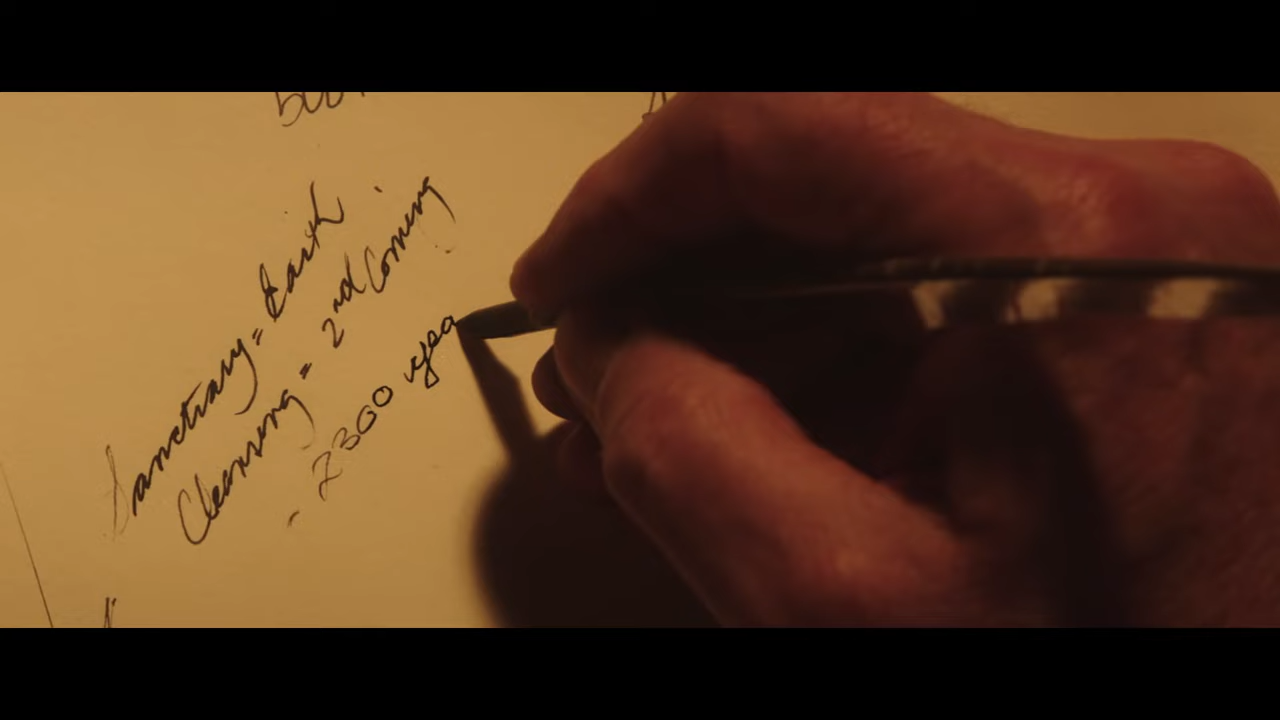 Sanctuary = Earth
Cleansing = 2nd Coming
- 2300 yea